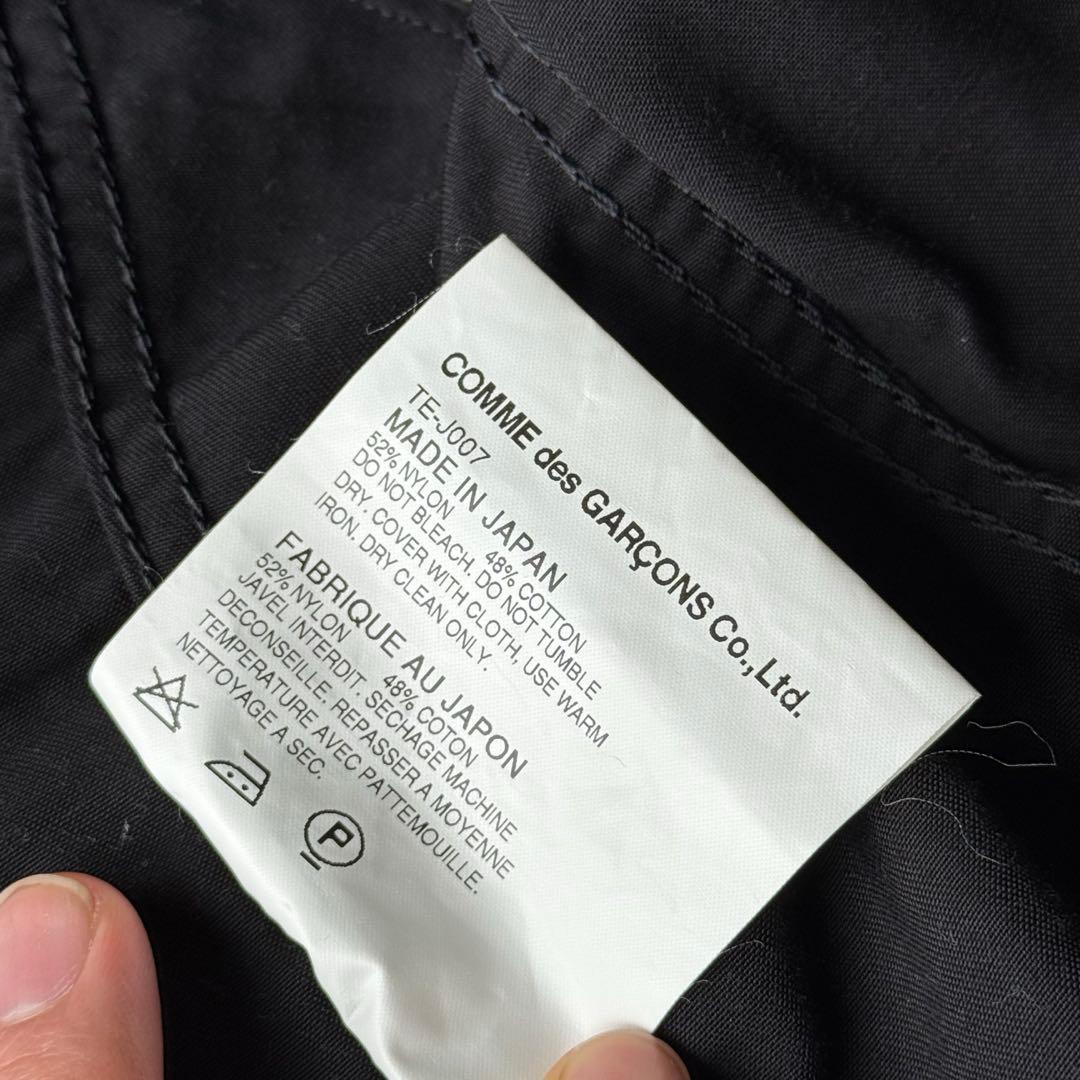 COMME des GARÇONS Co.,Ltd.
TE-J007
MADE IN JAPAN
52% NYLON 48% COTTON
DO NOT BLEACH. DO NOT TUMBLE
DRY. COVER WITH CLOTH, USE WARM
IRON. DRY CLEAN ONLY.
FABRIQUE AU JAPON
52% NYLON 48% COTON
JAVEL INTERDIT. SECHAGE MACHINE
DECONSEILLE. REPASSER A MOYENNE
TEMPERATURE AVEC PATTEMOUILLE.
NETTOYAGE A SEC.
P